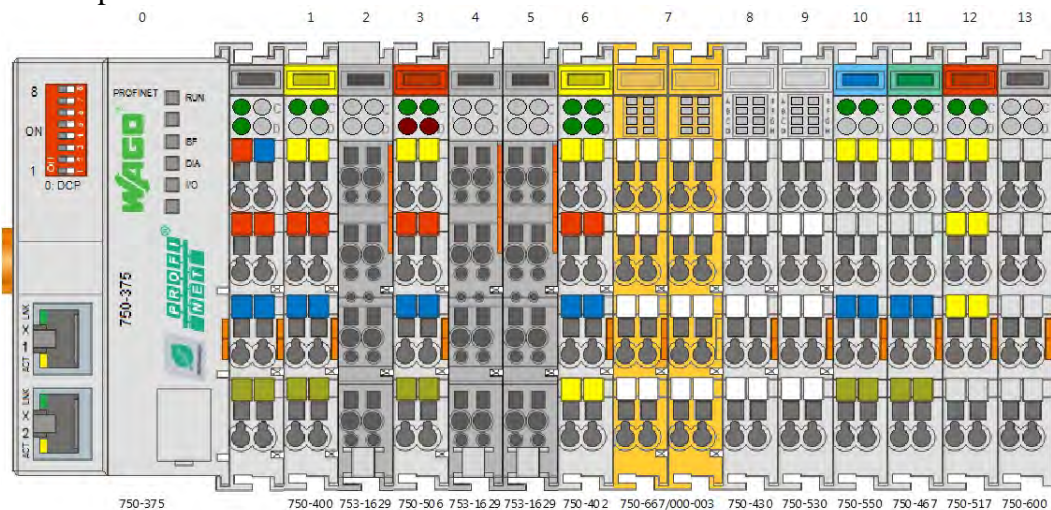 0 1 2 3 4 5 6 7 8 9 10 11 12 13
PROFINET
RUN
BF
DIA
I/O
8
ON
1
0: DCP
WAGO
750-375
PROFI
NET
LNK
1
ACT
LNK
2
ACT
750-375 750-400 753-1629 750-506 753-1629 753-1629 750-402 750-667/000-003 750-430 750-530 750-550 750-467 750-517 750-600